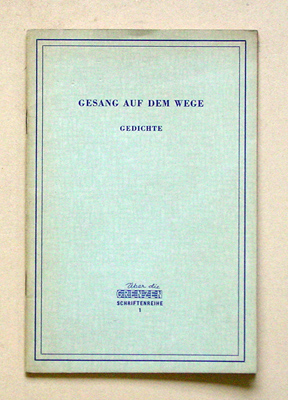 GESANG AUF DEM WEGE
GEDICHTE
Über die
GRENZEN
SCHRIFTENREIHE
1